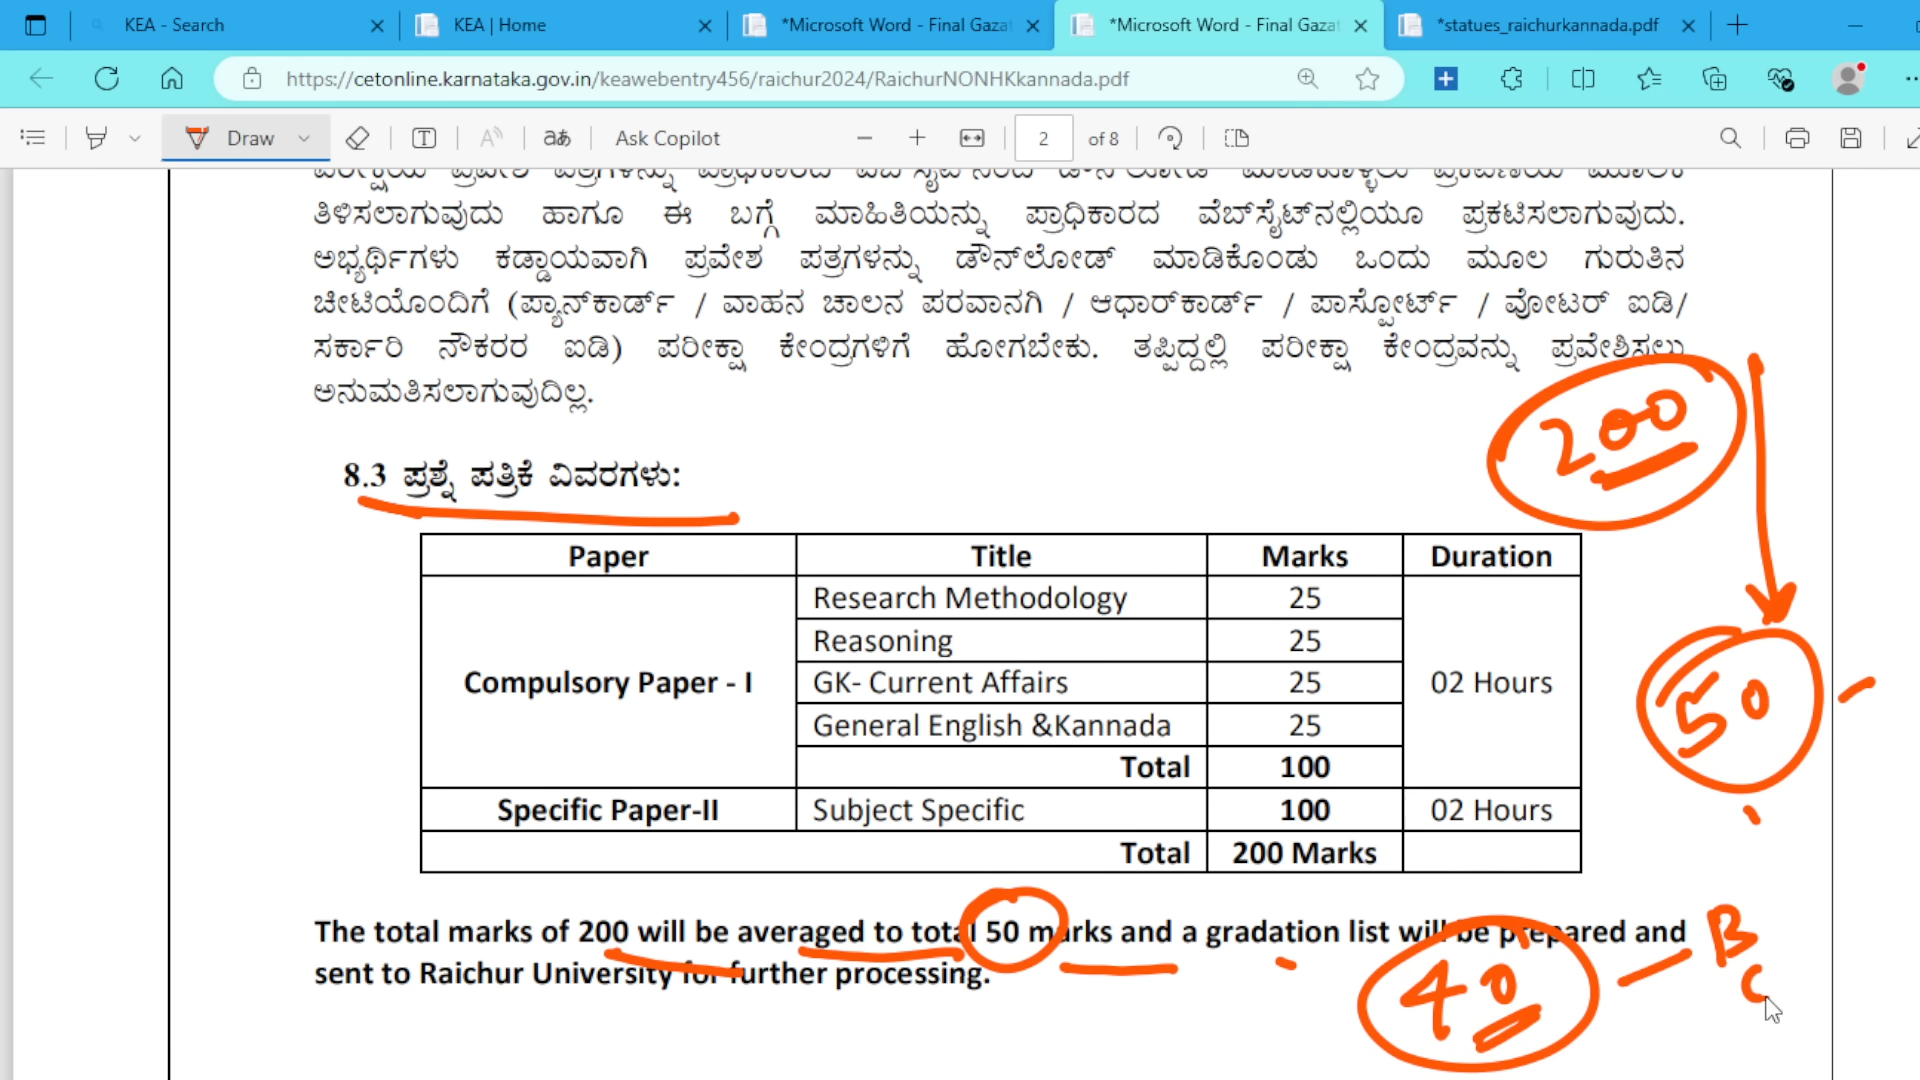 KEA - Search
KEA | Home
*Microsoft Word - Final Gazat
*Microsoft Word - Final Gazat
*statues_raichurkannada.pdf
https://cetonline.karnataka.gov.in/keawebentry456/raichur2024/RaichurNONHKkannada.pdf
Draw
T
aあ
Ask Copilot
2 of 8
ತಿಳಿಸಲಾಗುವುದು ಹಾಗೂ ಈ ಬಗ್ಗೆ ಮಾಹಿತಿಯನ್ನು ಪ್ರಾಧಿಕಾರದ ವೆಬ್‌ಸೈಟ್‌ನಲ್ಲಿಯೂ ಪ್ರಕಟಿಸಲಾಗುವುದು.
ಅಭ್ಯರ್ಥಿಗಳು ಕಡ್ಡಾಯವಾಗಿ ಪ್ರವೇಶ ಪತ್ರಗಳನ್ನು ಡೌನ್‌ಲೋಡ್ ಮಾಡಿಕೊಂಡು ಒಂದು ಮೂಲ ಗುರುತಿನ
ಚೀಟಿಯೊಂದಿಗೆ (ಪ್ಯಾನ್‌ಕಾರ್ಡ್ / ವಾಹನ ಚಾಲನ ಪರವಾನಗಿ / ಆಧಾರ್‌ಕಾರ್ಡ್ / ಪಾಸ್ಪೋರ್ಟ್ / ವೋಟರ್ ಐಡಿ/
ಸರ್ಕಾರಿ ನೌಕರರ ಐಡಿ) ಪರೀಕ್ಷಾ ಕೇಂದ್ರಗಳಿಗೆ ಹೋಗಬೇಕು. ತಪ್ಪಿದ್ದಲ್ಲಿ ಪರೀಕ್ಷಾ ಕೇಂದ್ರವನ್ನು ಪ್ರವೇಶಿಸಲು
ಅನುಮತಿಸಲಾಗುವುದಿಲ್ಲ.
200
8.3 ಪ್ರಶ್ನೆ ಪತ್ರಿಕೆ ವಿವರಗಳು:
Paper Title Marks Duration
Research Methodology 25
Reasoning 25
Compulsory Paper - I GK- Current Affairs 25 02 Hours
General English &Kannada 25
Total 100
50
Specific Paper-II Subject Specific 100 02 Hours
Total 200 Marks
The total marks of 200 will be averaged to total 50 marks and a gradation list will be prepared and
sent to Raichur University for further processing.
40
B
C